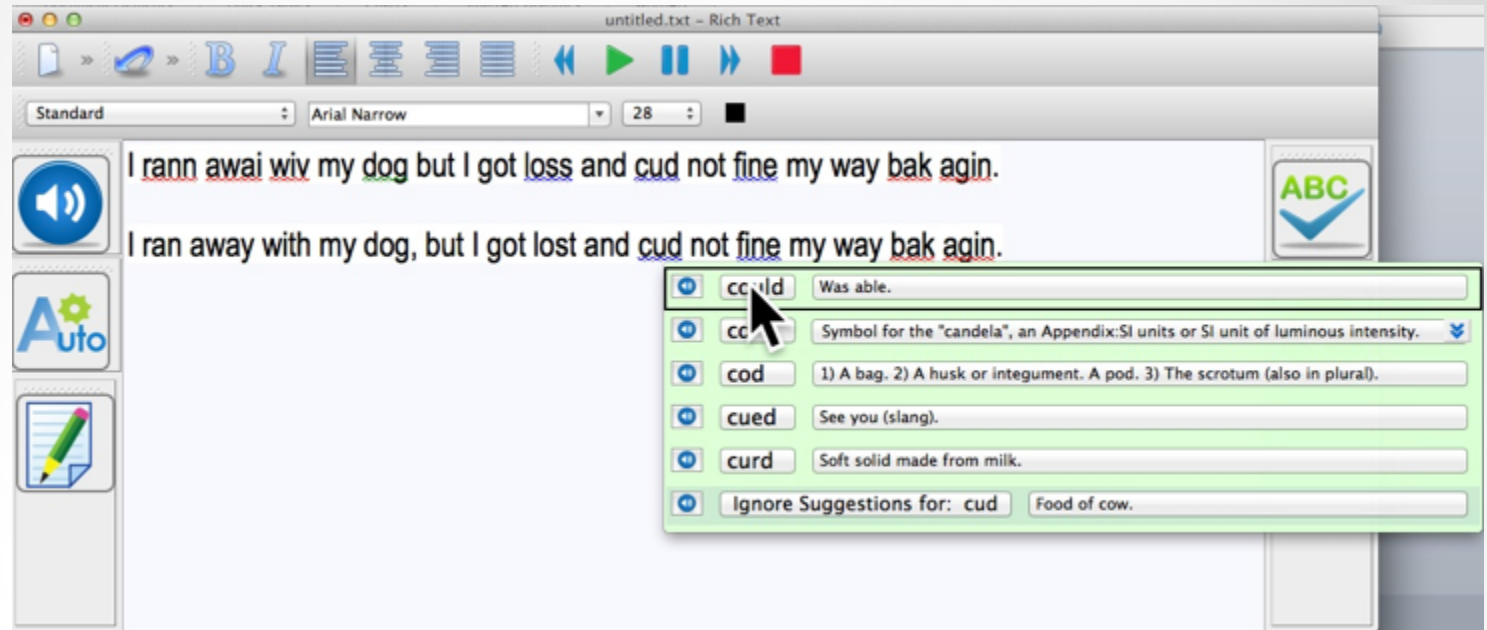 untitled.txt – Rich Text
B I
Standard Arial Narrow 28
I rann awai wiv my dog but I got loss and cud not fine my way bak agin.
ABC
I ran away with my dog, but I got lost and cud not fine my way bak agin.
Auto
could Was able.
Symbol for the "candela", an Appendix:SI units or SI unit of luminous intensity.
cod 1) A bag. 2) A husk or integument. A pod. 3) The scrotum (also in plural).
cued See you (slang).
curd Soft solid made from milk.
Ignore Suggestions for: cud Food of cow.